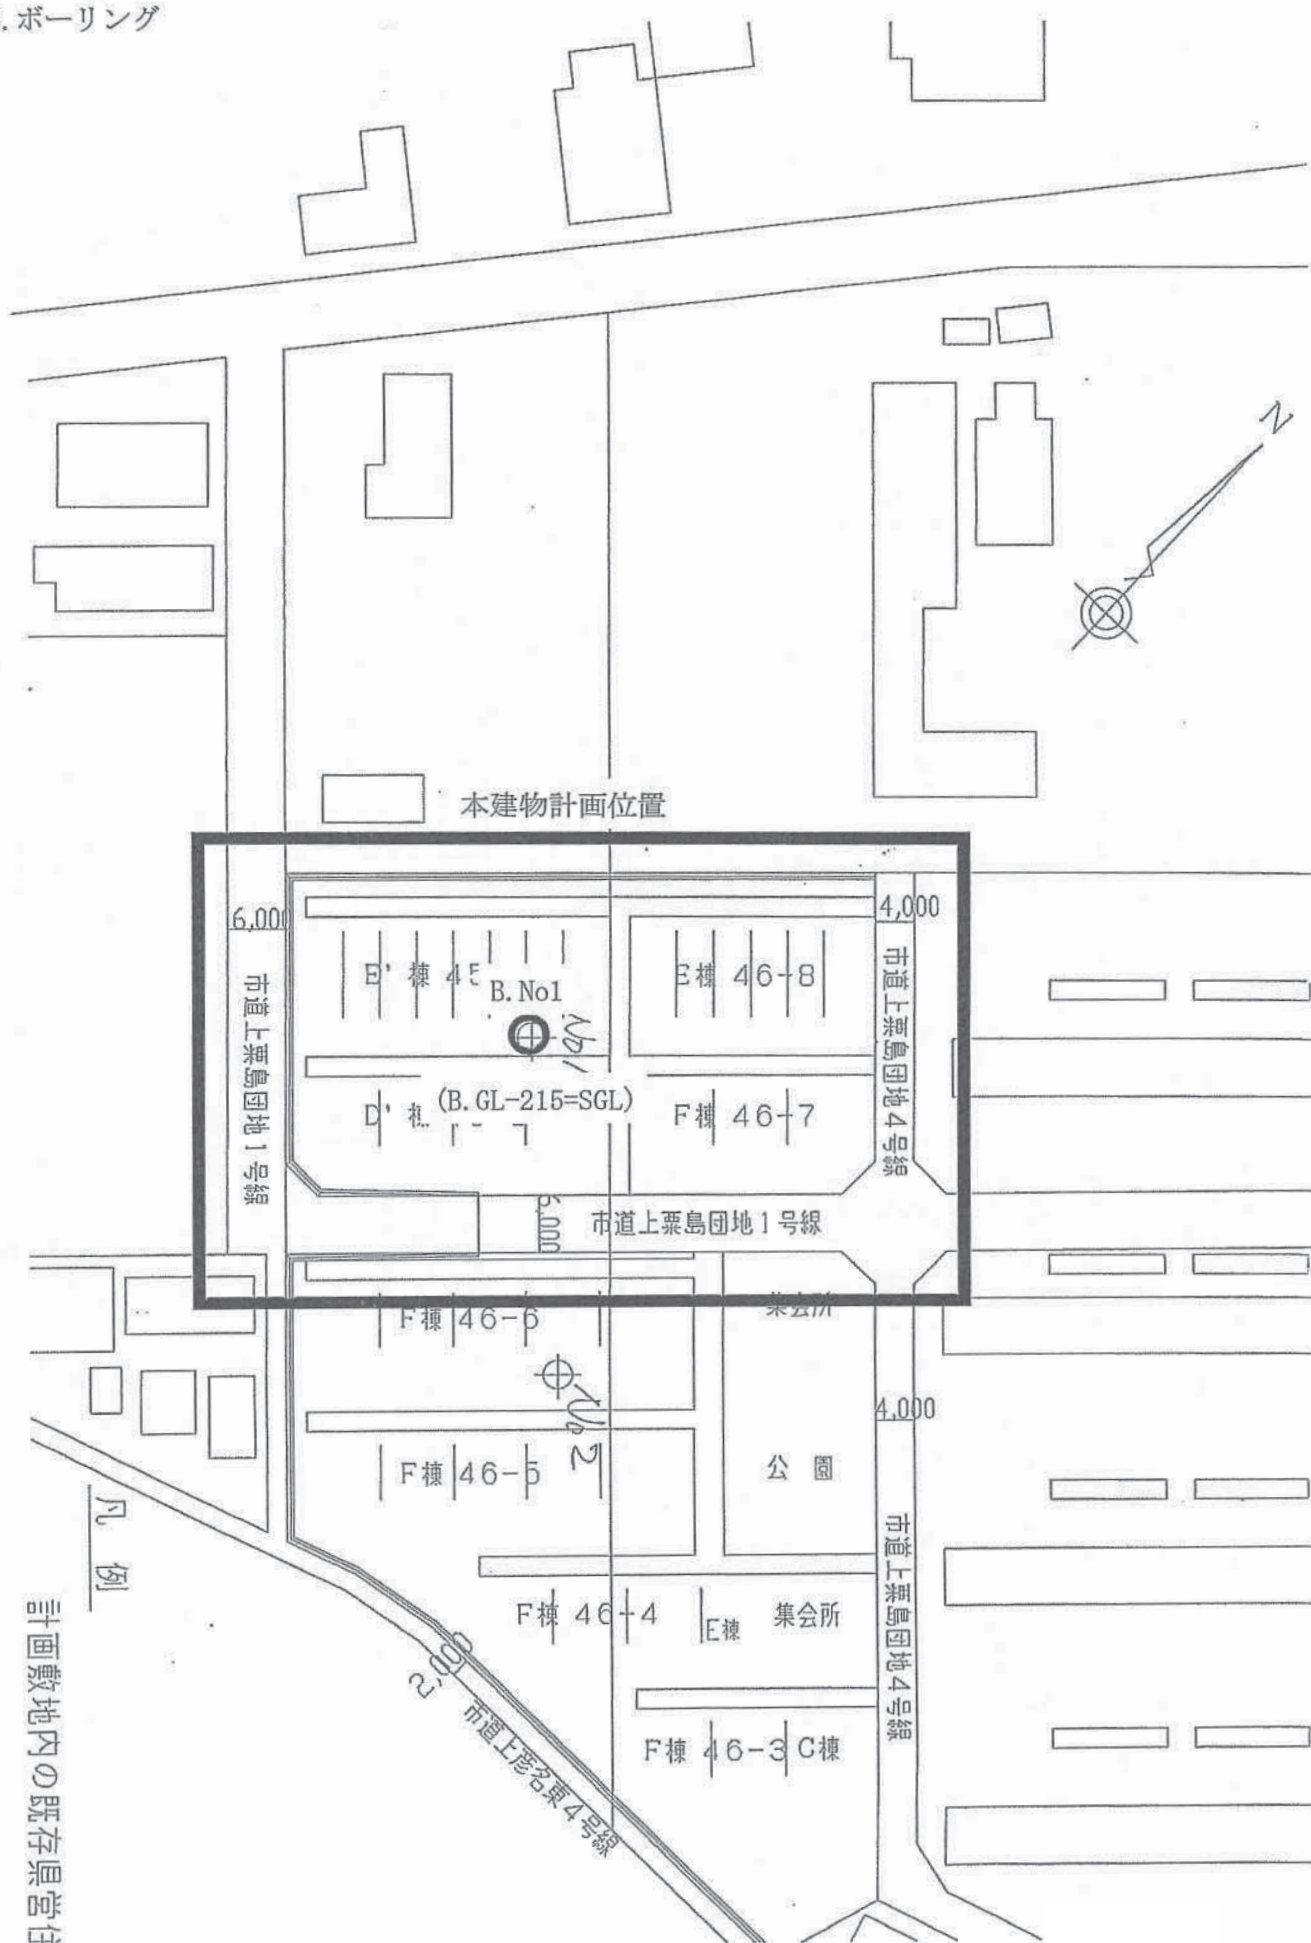 .ボーリング
N
本建物計画位置
6,000
4,000
E' 棟 45
B.No1
E棟 46-8
No1
市道上粟島団地1号線
市道上粟島団地4号線
D'
(B.GL-215=SGL)
F棟 46-7
6,000
市道上粟島団地1号線
F棟 46-6
集会所
No2
4,000
F棟 46-5
公 園
凡 例
市道上粟島団地4号線
F棟 46-4
E棟
集会所
市道上彦名東4号線
F棟 46-3
C棟
計画敷地内の既存県営住